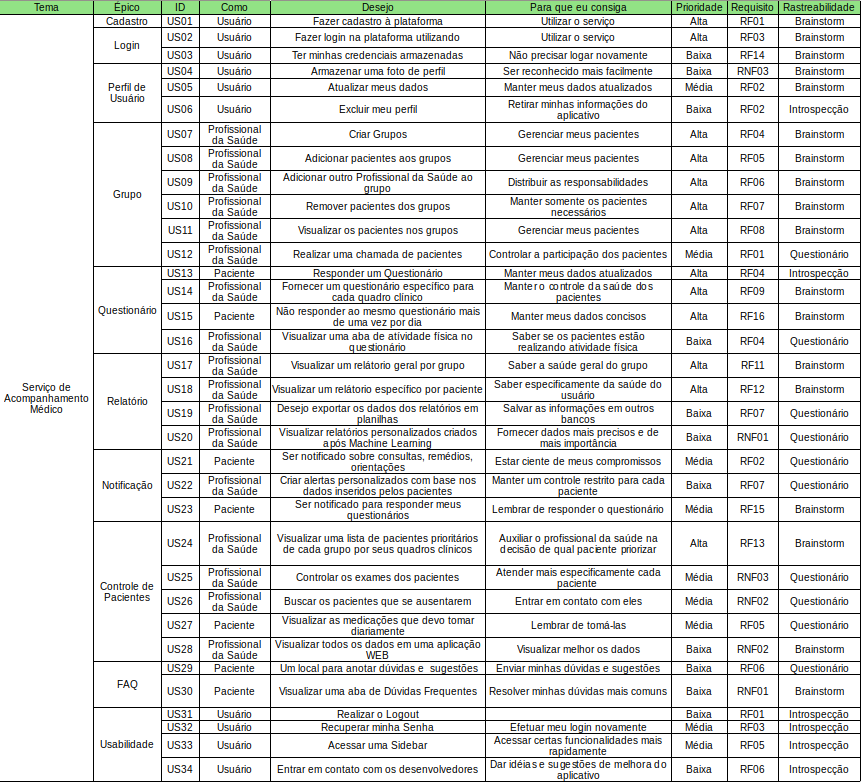 Tema Épico ID Como Desejo Para que eu consiga Prioridade Requisito Rastreabilidade
Serviço de
Acompanhamento
Médico
Cadastro
US01 Usuário Fazer cadastro à plataforma Utilizar o serviço Alta RF01 Brainstorm
Login
US02 Usuário Fazer login na plataforma utilizando Utilizar o serviço Alta RF03 Brainstorm
US03 Usuário Ter minhas credenciais armazenadas Não precisar logar novamente Baixa RF14 Brainstorm
Perfil de
Usuário
US04 Usuário Armazenar uma foto de perfil Ser reconhecido mais facilmente Baixa RNF03 Brainstorm
US05 Usuário Atualizar meus dados Manter meus dados atualizados Média RF02 Brainstorm
US06 Usuário Excluir meu perfil Retirar minhas informações do
aplicativo Baixa RF02 Introspecção
Grupo
US07 Profissional
da Saúde Criar Grupos Gerenciar meus pacientes Alta RF04 Brainstorm
US08 Profissional
da Saúde Adicionar pacientes aos grupos Gerenciar meus pacientes Alta RF05 Brainstorm
US09 Profissional
da Saúde Adicionar outro Profissional da Saúde ao
grupo Distribuir as responsabilidades Alta RF06 Brainstorm
US10 Profissional
da Saúde Remover pacientes dos grupos Manter somente os pacientes
necessários Alta RF07 Brainstorm
US11 Profissional
da Saúde Visualizar os pacientes nos grupos Gerenciar meus pacientes Alta RF08 Brainstorm
US12 Profissional
da Saúde Realizar uma chamada de pacientes Controlar a participação dos pacientes Média RF01 Questionário
Questionário
US13 Paciente Responder um Questionário Manter meus dados atualizados Alta RF04 Introspecção
US14 Profissional
da Saúde Fornecer um questionário específico para
cada quadro clínico Manter o controle da saúde dos
pacientes Alta RF09 Brainstorm
US15 Paciente Não responder ao mesmo questionário mais
de uma vez por dia Manter meus dados concisos Alta RF16 Brainstorm
US16 Profissional
da Saúde Visualizar uma aba de atividade física no
questionário Saber se os pacientes estão
realizando atividade física Baixa RF04 Questionário
Relatório
US17 Profissional
da Saúde Visualizar um relátorio geral por grupo Saber a saúde geral do grupo Alta RF11 Brainstorm
US18 Profissional
da Saúde Visualizar um relátorio específico por paciente Saber especificamente da saúde do
usuário Alta RF12 Brainstorm
US19 Profissional
da Saúde Desejo exportar os dados dos relatórios em
planilhas Salvar as informações em outros
bancos Baixa RF07 Questionário
US20 Profissional
da Saúde Visualizar relatórios personalizados criados
após Machine Learning Fornecer dados mais precisos e de
mais importância Baixa RNF01 Questionário
Notificação
US21 Paciente Ser notificado sobre consultas, remédios,
orientações Estar ciente de meus compromissos Média RF02 Questionário
US22 Profissional
da Saúde Criar alertas personalizados com base nos
dados inseridos pelos pacientes Manter um controle restrito para cada
paciente Baixa RF07 Questionário
US23 Paciente Ser notificado para responder meus
questionários Lembrar de responder o questionário Média RF15 Brainstorm
Controle de
Pacientes
US24 Profissional
da Saúde Visualizar uma lista de pacientes prioritários
de cada grupo por seus quadros clínicos Auxiliar o profissional da saúde na
decisão de qual paciente priorizar Alta RF13 Brainstorm
US25 Profissional
da Saúde Controlar os exames dos pacientes Atender mais especificamente cada
paciente Média RNF03 Questionário
US26 Profissional
da Saúde Buscar os pacientes que se ausentarem Entrar em contato com eles Média RNF02 Questionário
US27 Paciente Visualizar as medicações que devo tomar
diariamente Lembrar de tomá-las Média RF05 Questionário
US28 Profissional
da Saúde Visualizar todos os dados em uma aplicação
WEB Visualizar melhor os dados Baixa RNF02 Brainstorm
FAQ
US29 Paciente Um local para anotar dúvidas e sugestões Enviar minhas dúvidas e sugestões Baixa RF06 Questionário
US30 Paciente Visualizar uma aba de Dúvidas Frequentes Resolver minhas dúvidas mais comuns Baixa RNF01 Brainstorm
Usabilidade
US31 Usuário Realizar o Logout Baixa RF01 Introspecção
US32 Usuário Recuperar minha Senha Efetuar meu login novamente Média RF03 Introspecção
US33 Usuário Acessar uma Sidebar Acessar certas funcionalidades mais
rapidamente Média RF05 Introspecção
US34 Usuário Entrar em contato com os desenvolvedores Dar idéias e sugestões de melhora do
aplicativo Baixa RF06 Introspecção